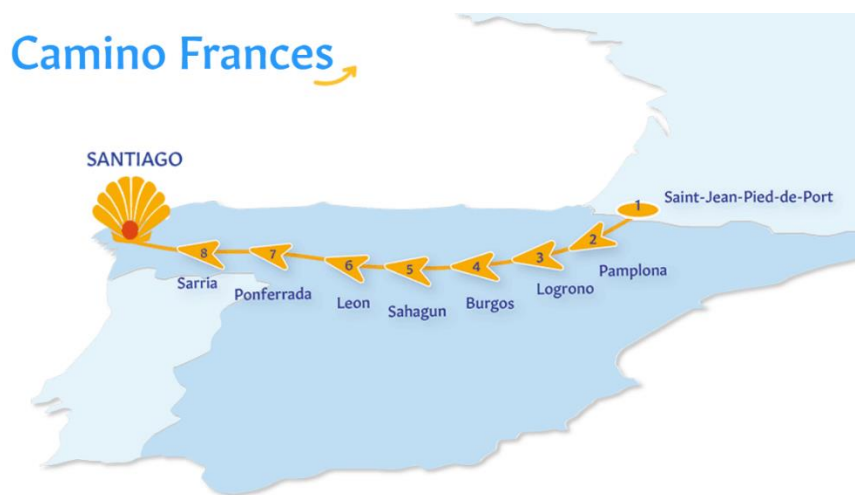 Camino Frances
SANTIAGO
1
Saint-Jean-Pied-de-Port
2
Pamplona
3
Logrono
4
Burgos
5
Sahagun
6
Leon
7
Ponferrada
8
Sarria